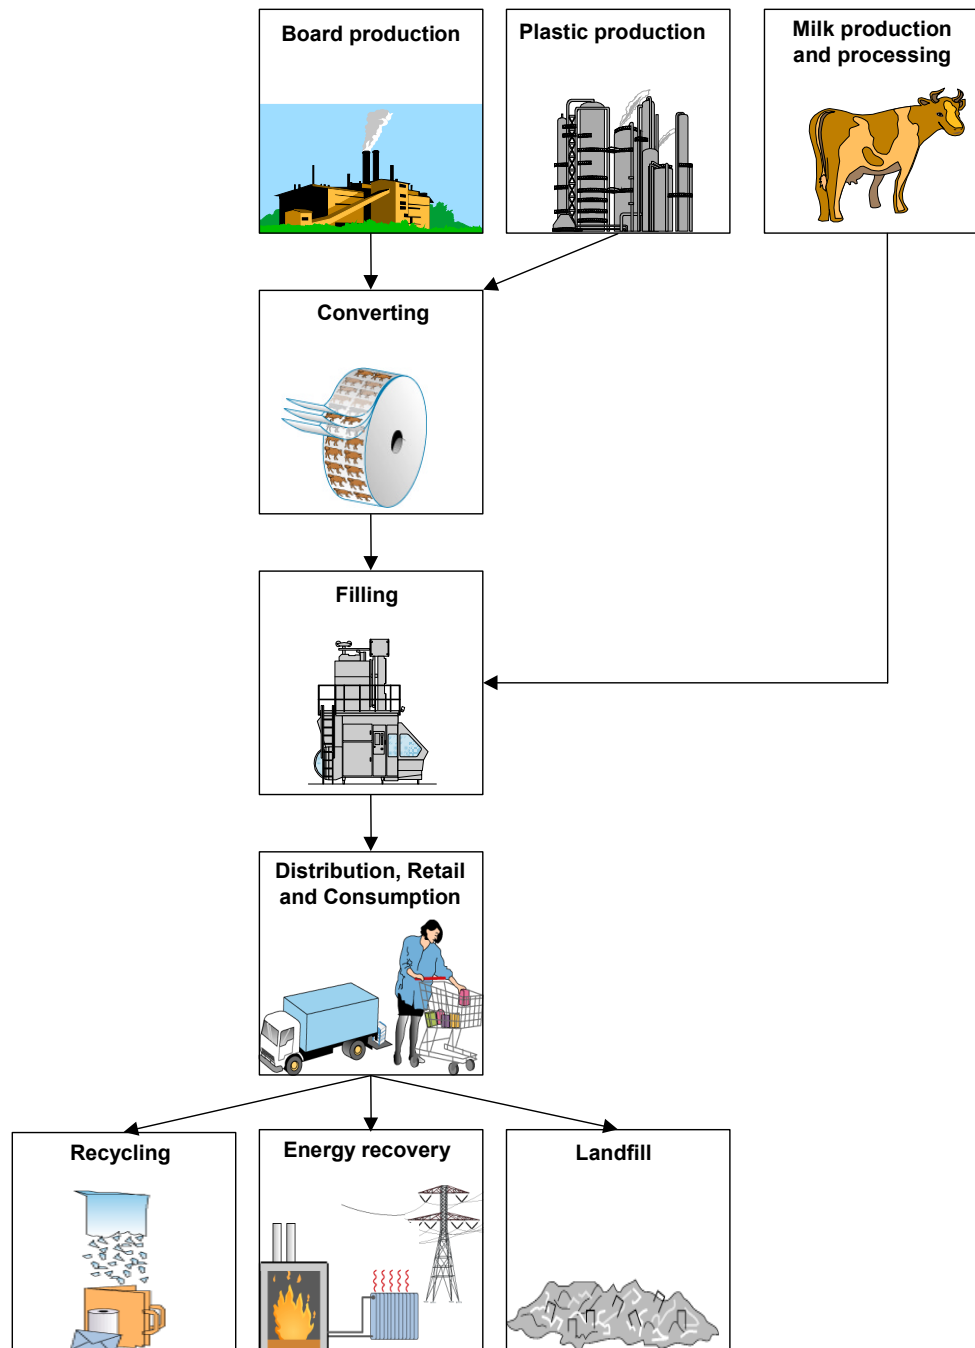 Board production
Plastic production
Milk production
and processing
Converting
Filling
Distribution, Retail
and Consumption
Recycling
Energy recovery
Landfill